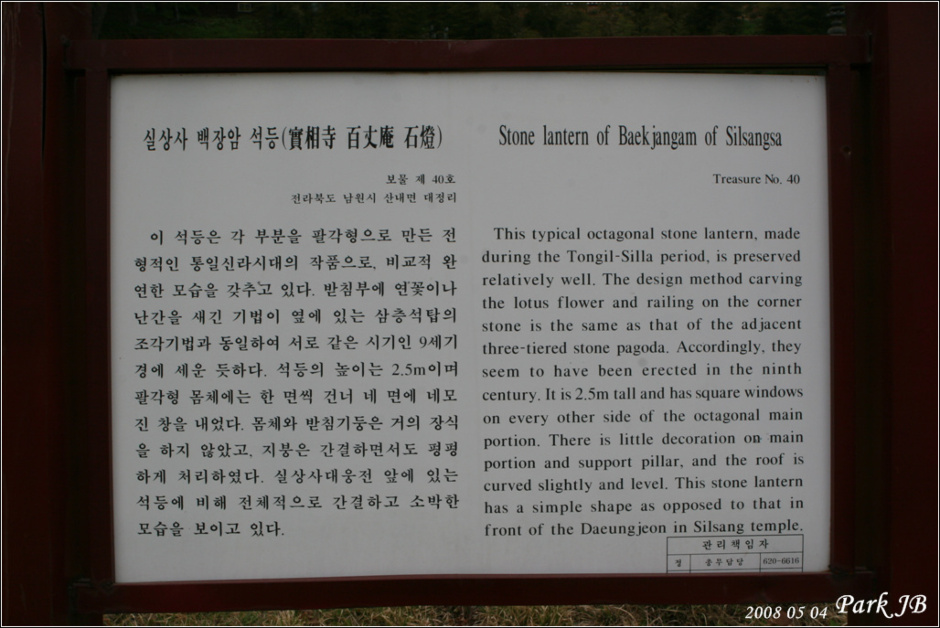 실상사 백장암 석등(實相寺 百丈庵 石燈)
보물 제 40호
전라북도 남원시 산내면 대정리
이 석등은 각 부분을 팔각형으로 만든 전
형적인 통일신라시대의 작품으로, 비교적 완
연한 모습을 갖추고 있다. 받침부에 연꽃이나
난간을 새긴 기법이 옆에 있는 삼층석탑의
조각기법과 동일하여 서로 같은 시기인 9세기
경에 세운 듯하다. 석등의 높이는 2.5m이며
팔각형 몸체에는 한 면씩 건너 네 면에 네모
진 창을 내었다. 몸체와 받침기둥은 거의 장식
을 하지 않았고, 지붕은 간결하면서도 평평
하게 처리하였다. 실상사대웅전 앞에 있는
석등에 비해 전체적으로 간결하고 소박한
모습을 보이고 있다.
Stone lantern of Baekjangam of Silsangsa
Treasure No. 40
This typical octagonal stone lantern, made
during the Tongil-Silla period, is preserved
relatively well. The design method carving
the lotus flower and railing on the corner
stone is the same as that of the adjacent
three-tiered stone pagoda. Accordingly, they
seem to have been erected in the ninth
century. It is 2.5m tall and has square windows
on every other side of the octagonal main
portion. There is little decoration on main
portion and support pillar, and the roof is
curved slightly and level. This stone lantern
has a simple shape as opposed to that in
front of the Daeungjeon in Silsang temple.
관리책임자
정 총무담당 620-6616
2008 05 04 Park JB